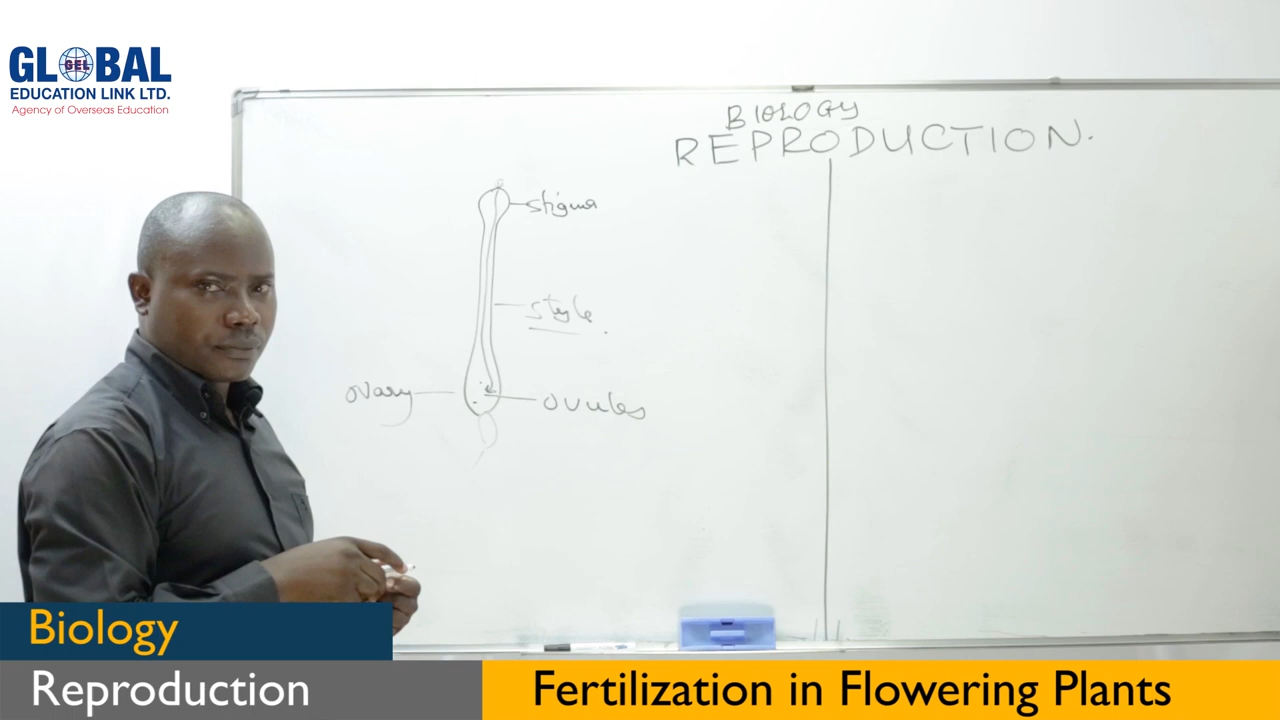 GLOBAL
GEL
EDUCATION LINK LTD.
Agency of Overseas Education
BIOLOGY
REPRODUCTION.
stigma
style.
ovary
ovules
Biology
Reproduction
Fertilization in Flowering Plants